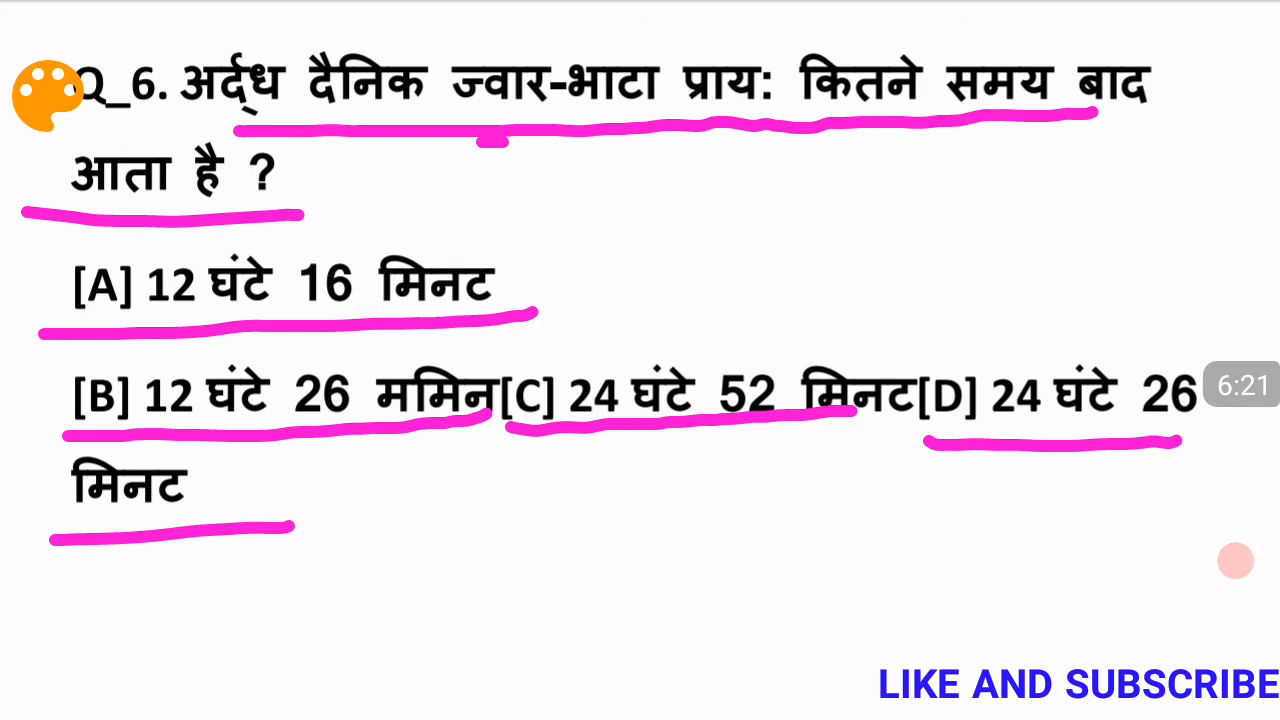 Q_6. अर्द्ध दैनिक ज्वार-भाटा प्राय: कितने समय बाद
आता है ?
[A] 12 घंटे 16 मिनट
[B] 12 घंटे 26 ममिन[C] 24 घंटे 52 मिनट[D] 24 घंटे 26
मिनट
6:21
LIKE AND SUBSCRIBE